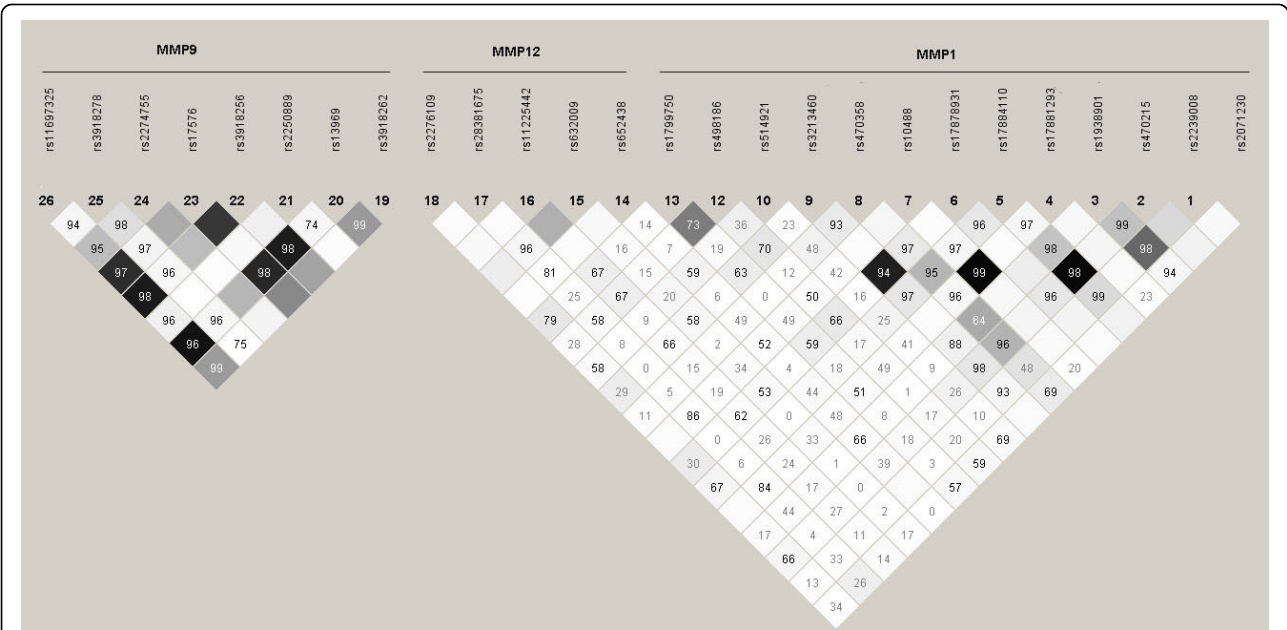 MMP9 MMP12 MMP1
rs11697325
rs3918278
rs2274755
rs17576
rs3918256
rs2250889
rs13969
rs3918262
rs2276109
rs28381675
rs11225442
rs632009
rs652438
rs1799750
rs498186
rs514921
rs3213460
rs470358
rs10488
rs17878931
rs17884110
rs17881293
rs1938901
rs470215
rs2239008
rs2071230
26 25 24 23 22 21 20 19 18 17 16 15 14 13 12 10 9 8 7 6 5 4 3 2 1
94 98 74 99 14 73 36 23 93 96 97 99
95 97 98 96 16 7 19 70 48 97 97 98 98
97 96 98 81 67 15 59 63 12 42 94 95 99 98 94
98 25 67 20 6 0 50 16 97 96 96 99 23
96 96 79 58 9 58 49 49 66 25 64
96 75 28 8 66 2 52 59 17 41 88 96
99 58 0 15 34 4 18 49 9 98 48 20
29 5 19 53 44 51 1 26 93 69
11 86 62 0 48 8 17 10
0 26 33 66 18 20 69
30 6 24 1 39 3 59
67 84 17 0 57
44 27 2 0
17 4 11 17
66 33 14
13 26
34